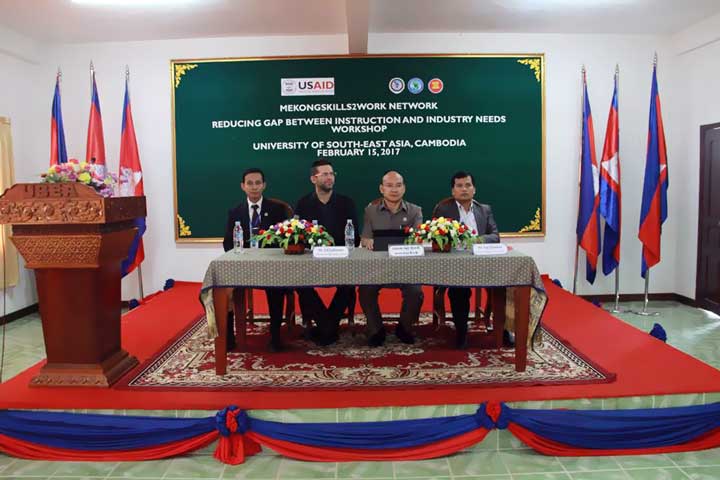 USAID
MEKONGSKILLS2WORK NETWORK
REDUCING GAP BETWEEN INSTRUCTION AND INDUSTRY NEEDS
WORKSHOP
UNIVERSITY OF SOUTH-EAST ASIA, CAMBODIA
FEBRUARY 15, 2017